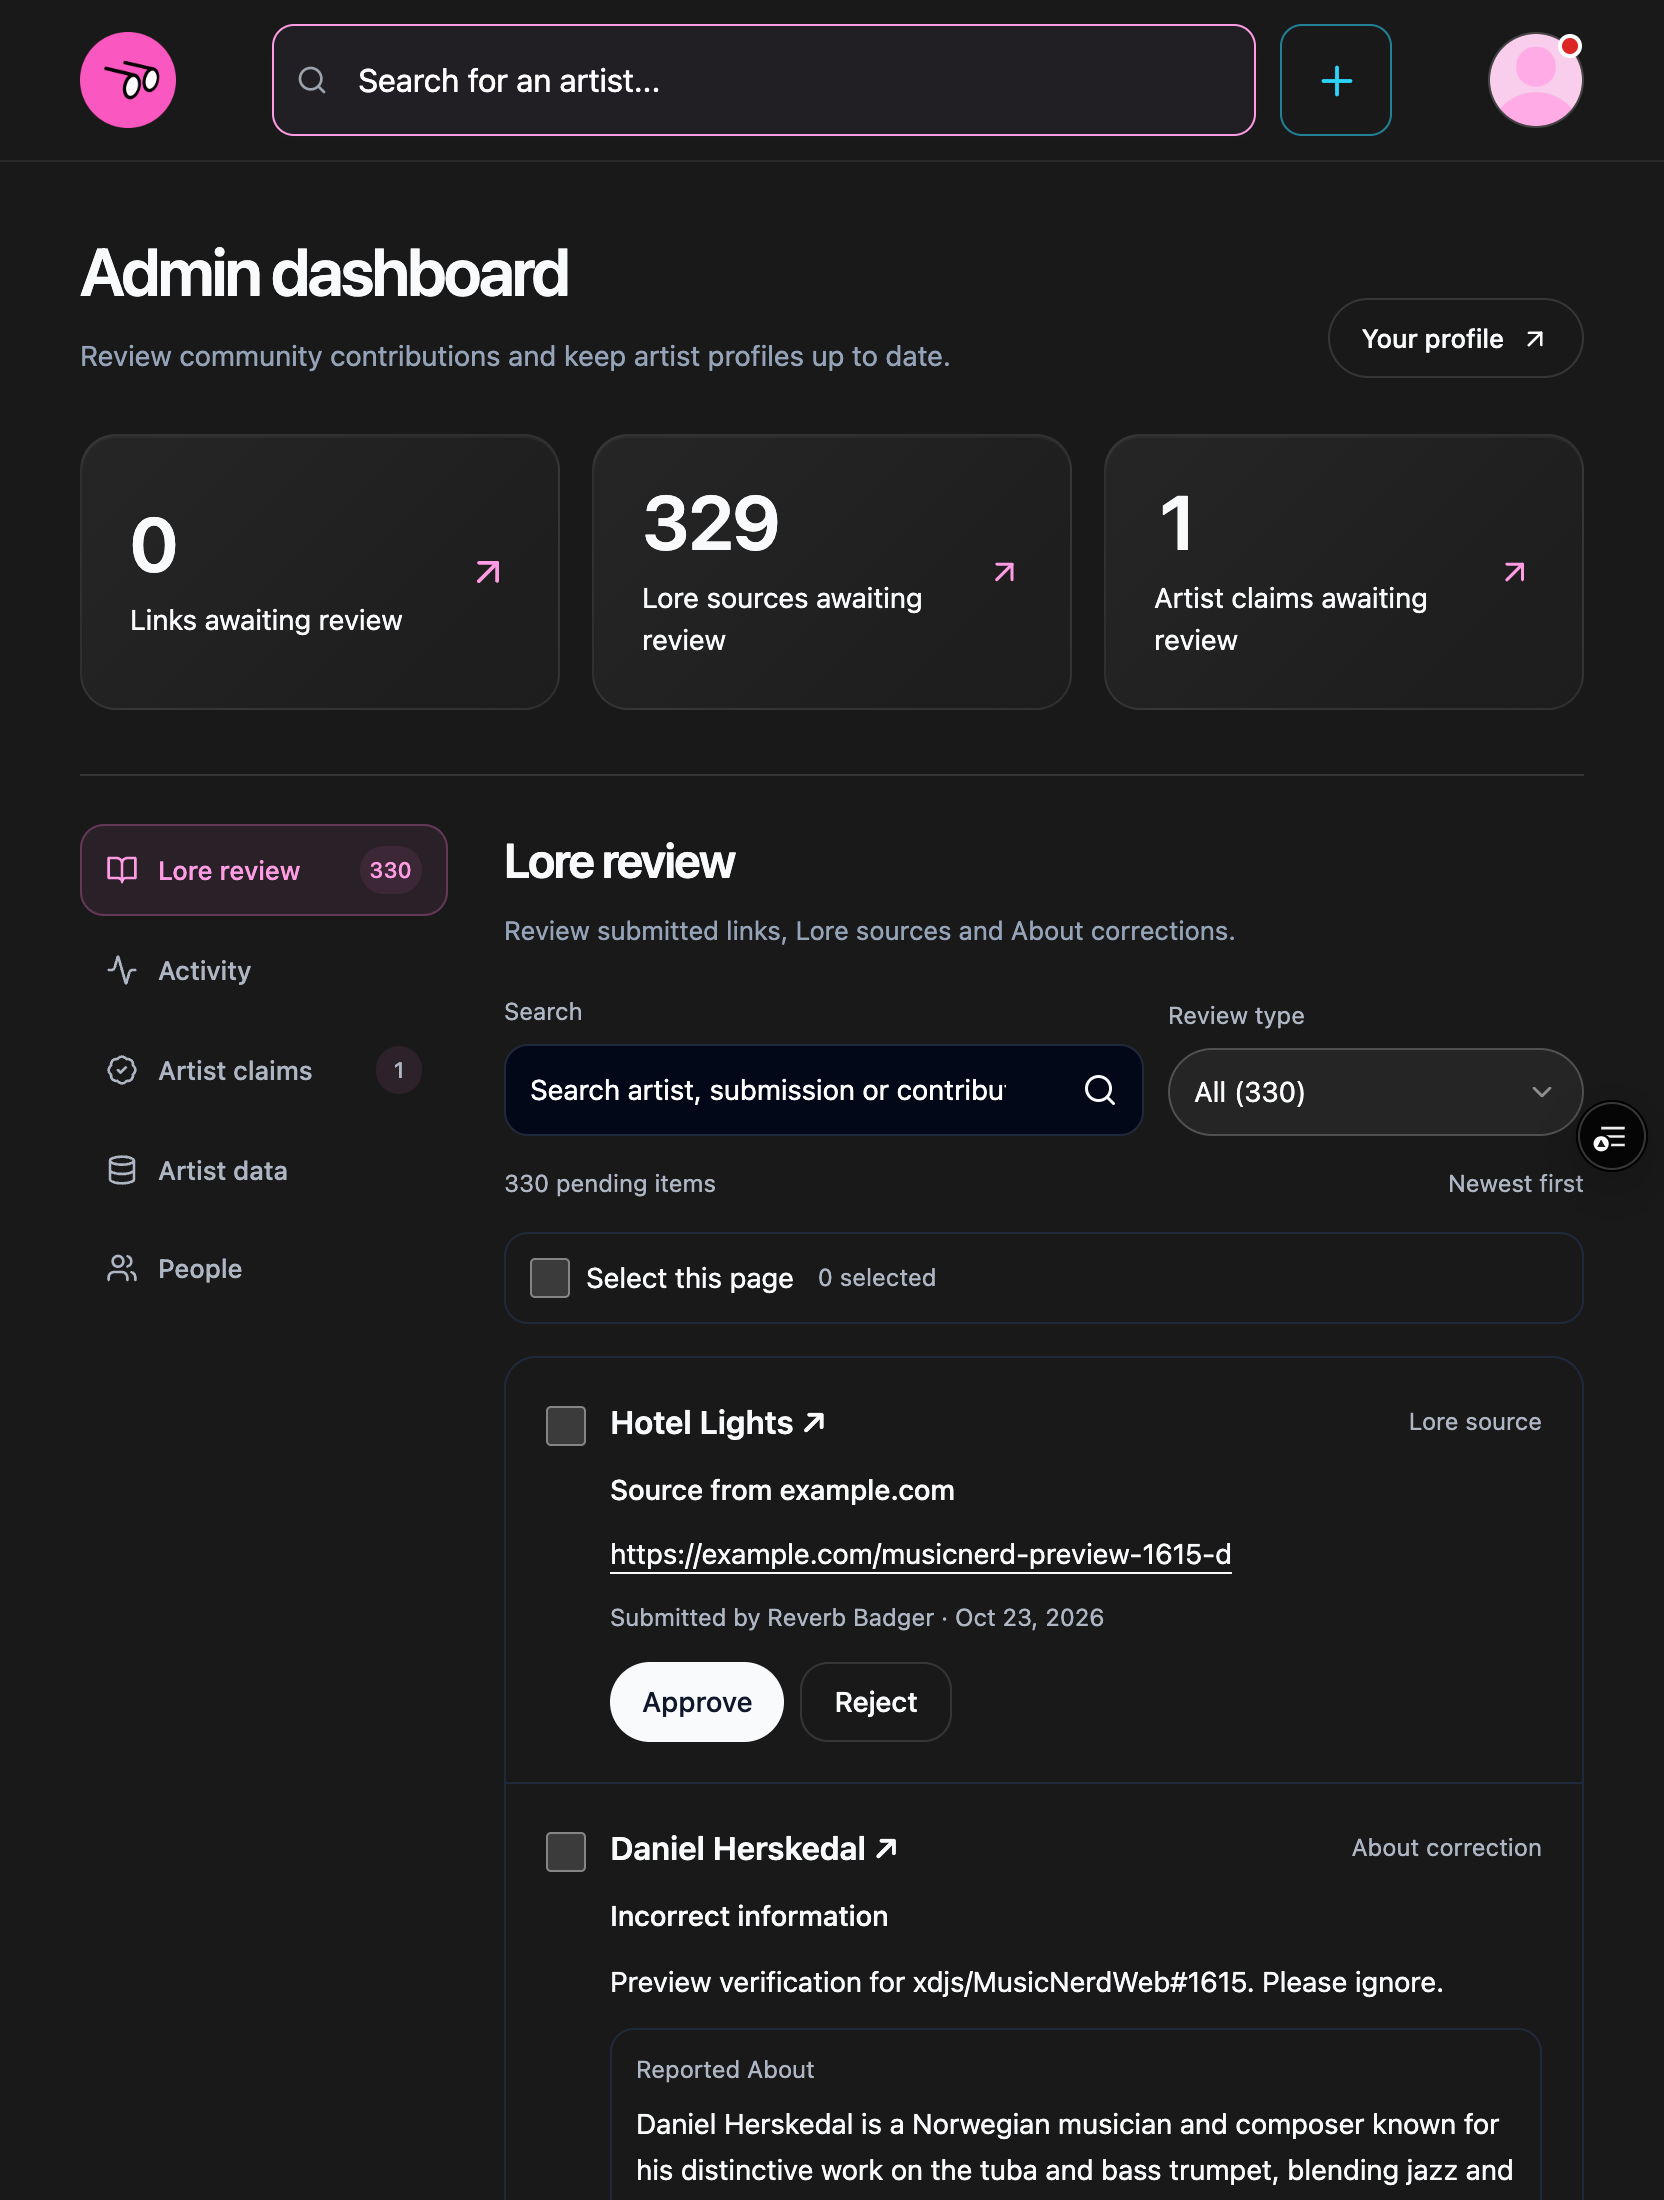 Search for an artist...
Admin dashboard
Review community contributions and keep artist profiles up to date.
Your profile
0
Links awaiting review
329
Lore sources awaiting
review
1
Artist claims awaiting
review
Lore review
330
Activity
Artist claims
1
Artist data
People
Lore review
Review submitted links, Lore sources and About corrections.
Search
Review type
Search artist, submission or contribu
All (330)
330 pending items
Newest first
Select this page
0 selected
Hotel Lights
Lore source
Source from example.com
https://example.com/musicnerd-preview-1615-d
Submitted by Reverb Badger · Oct 23, 2026
Approve
Reject
Daniel Herskedal
About correction
Incorrect information
Preview verification for xdjs/MusicNerdWeb#1615. Please ignore.
Reported About
Daniel Herskedal is a Norwegian musician and composer known for
his distinctive work on the tuba and bass trumpet, blending jazz and